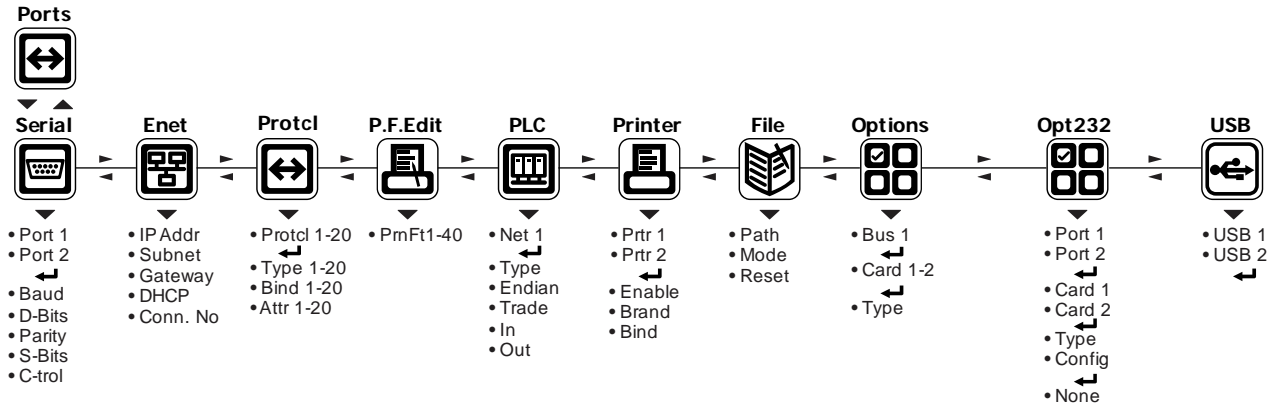 Ports
Serial
• Port 1
• Port 2
• Baud
• D-Bits
• Parity
• S-Bits
• C-trol
Enet
• IP Addr
• Subnet
• Gateway
• DHCP
• Conn. No
Protcl
• Protcl 1-20
• Type 1-20
• Bind 1-20
• Attr 1-20
P.F.Edit
• PrnFt1-40
PLC
• Net 1
• Type
• Endian
• Trade
• In
• Out
Printer
• Prtr 1
• Prtr 2
• Enable
• Brand
• Bind
File
• Path
• Mode
• Reset
Options
• Bus 1
• Card 1-2
• Type
Opt232
• Port 1
• Port 2
• Card 1
• Card 2
• Type
• Config
• None
USB
• USB 1
• USB 2